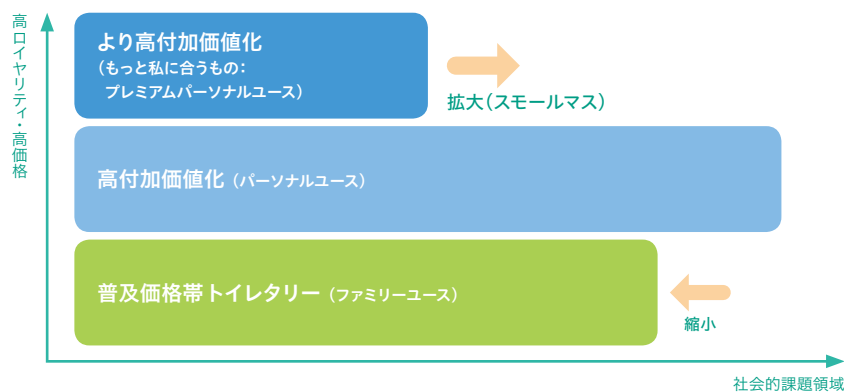 高ロイヤリティ・高価格
より高付加価値化
(もっと私に合うもの：
プレミアムパーソナルユース)
拡大(スモールマス)
高付加価値化 (パーソナルユース)
普及価格帯トイレタリー (ファミリーユース)
縮小
社会的課題領域